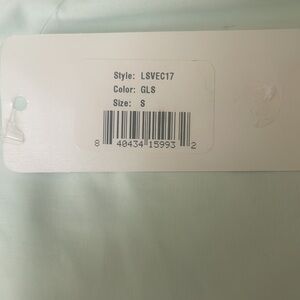 Style: LSVEC17
Color: GLS
Size: S
8 40434 15993 2